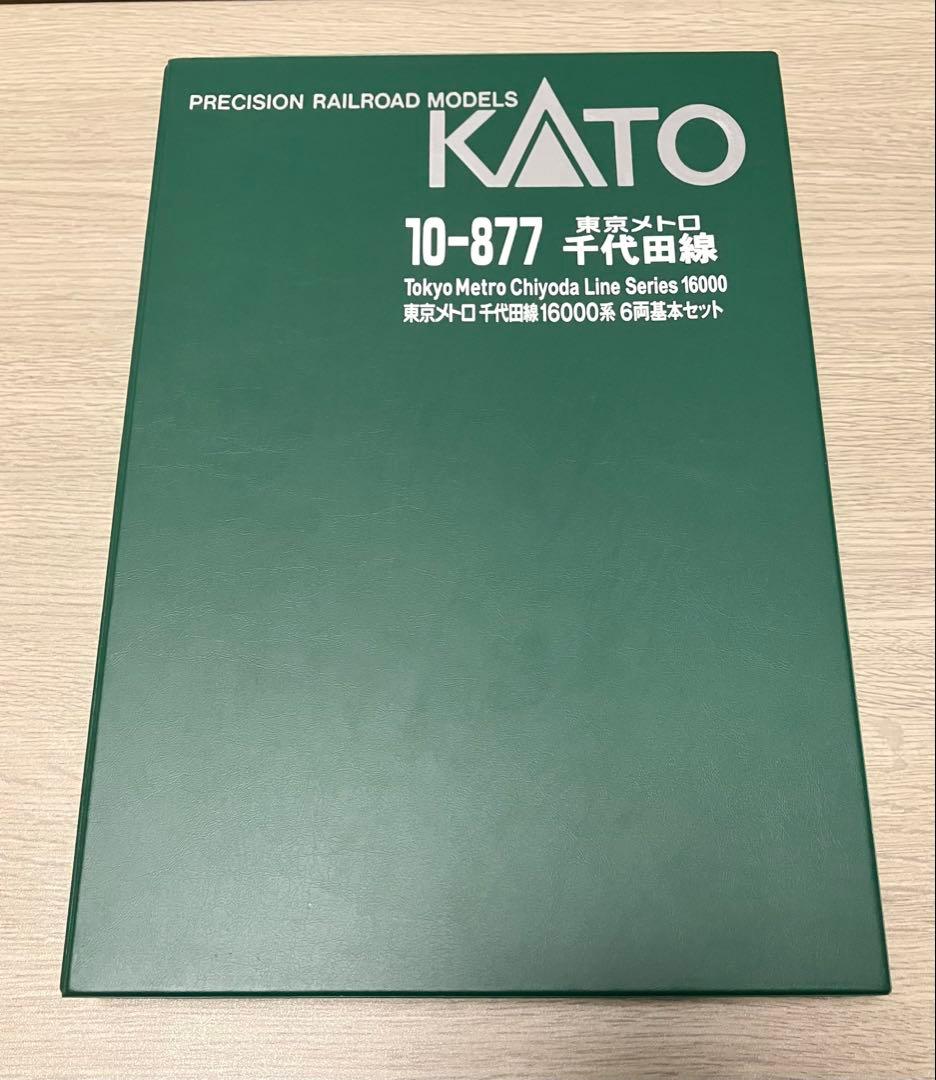 PRECISION RAILROAD MODELS
KATO
10-877 東京メトロ
千代田線
Tokyo Metro Chiyoda Line Series 16000
東京メトロ 千代田線16000系 6両基本セット